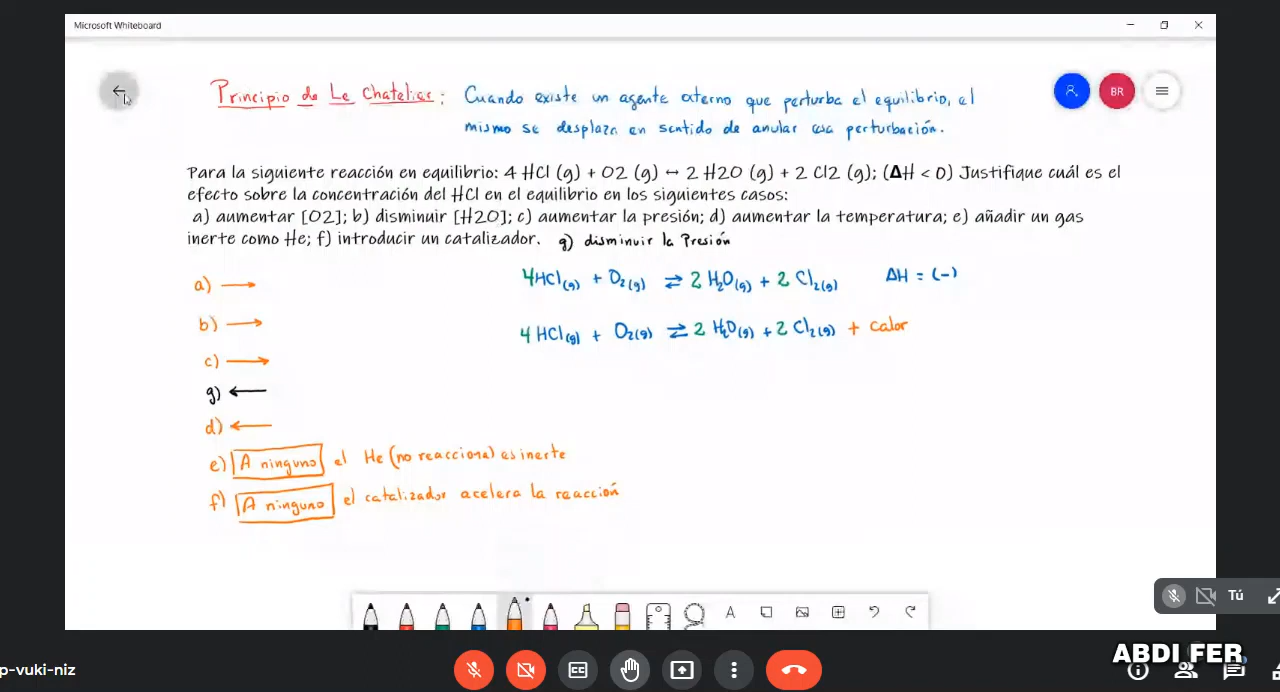 Microsoft Whiteboard
Principio de Le Chatelier: Cuando existe un agente externo que perturba el equilibrio, el
mismo se desplaza en sentido de anular esa perturbación.
BR
Para la siguiente reacción en equilibrio: 4 HCl (g) + O2 (g) ↔ 2 H2O (g) + 2 Cl2 (g); (ΔH < 0) Justifique cuál es el
efecto sobre la concentración del HCl en el equilibrio en los siguientes casos:
a) aumentar [O2]; b) disminuir [H2O]; c) aumentar la presión; d) aumentar la temperatura; e) añadir un gas
inerte como He; f) introducir un catalizador. g) disminuir la Presión
a) →
4HCl(g) + O2(g) ⇄ 2 H2O(g) + 2 Cl2(g) ΔH = (-)
b) →
4 HCl(g) + O2(g) ⇄ 2 H2O(g) + 2 Cl2(g) + calor
c) →
g) ←
d) ←
e) A ninguno el He (no reacciona) es inerte
f) A ninguno el catalizador acelera la reacción
A
Tú
p-vuki-niz
CC
ABDI FER